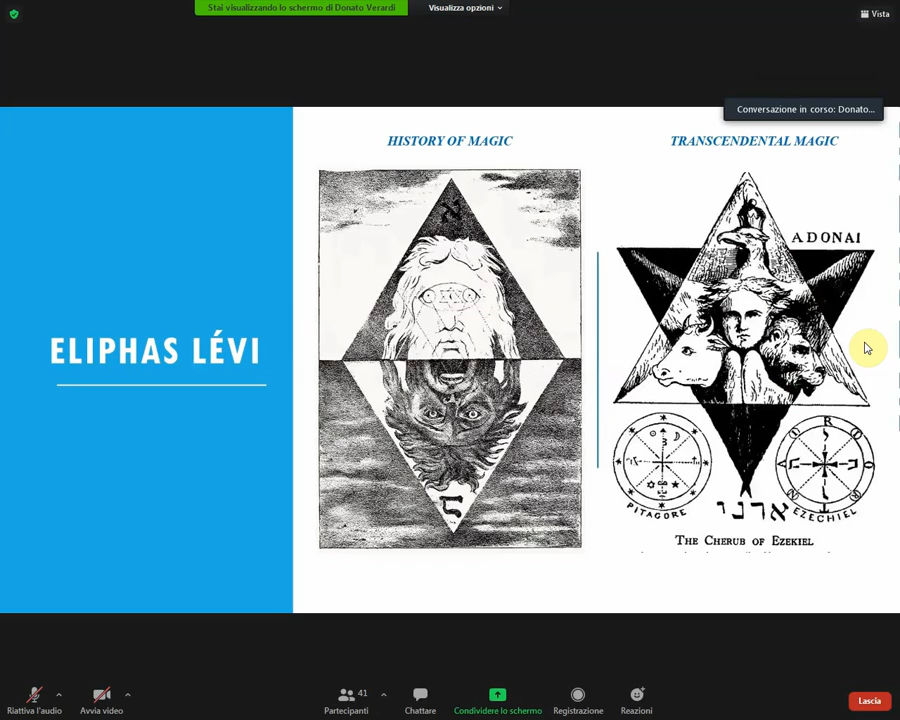 Stai visualizzando lo schermo di Donato Verardi
Visualizza opzioni
Vista
Conversazione in corso: Donato...
HISTORY OF MAGIC
TRANSCENDENTAL MAGIC
ELIPHAS LÉVI
א
ADONAI
PITAGORE
אדני
EZECHIEL
THE CHERUB OF EZEKIEL
Riattiva l'audio
Avvia video
41
Partecipanti
Chattare
Condividere lo schermo
Registrazione
Reazioni
Lascia